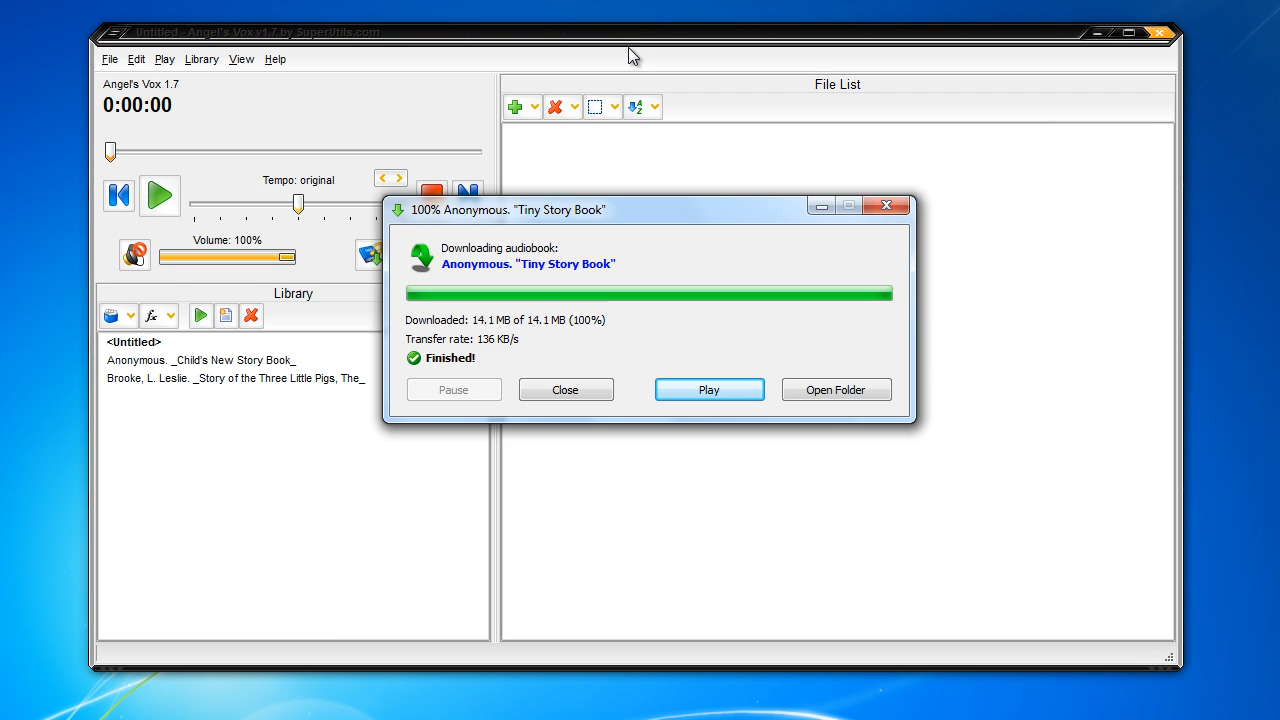 Untitled - Angel's Vox v1.7 by SuperUtils.com
File Edit Play Library View Help
Angel's Vox 1.7
0:00:00
Tempo: original
Volume: 100%
File List
A
Z
Library
fx
<Untitled>
Anonymous. _Child's New Story Book_
Brooke, L. Leslie. _Story of the Three Little Pigs, The_
100% Anonymous. "Tiny Story Book"
Downloading audiobook:
Anonymous. "Tiny Story Book"
Downloaded: 14.1 MB of 14.1 MB (100%)
Transfer rate: 136 KB/s
Finished!
Pause Close Play Open Folder